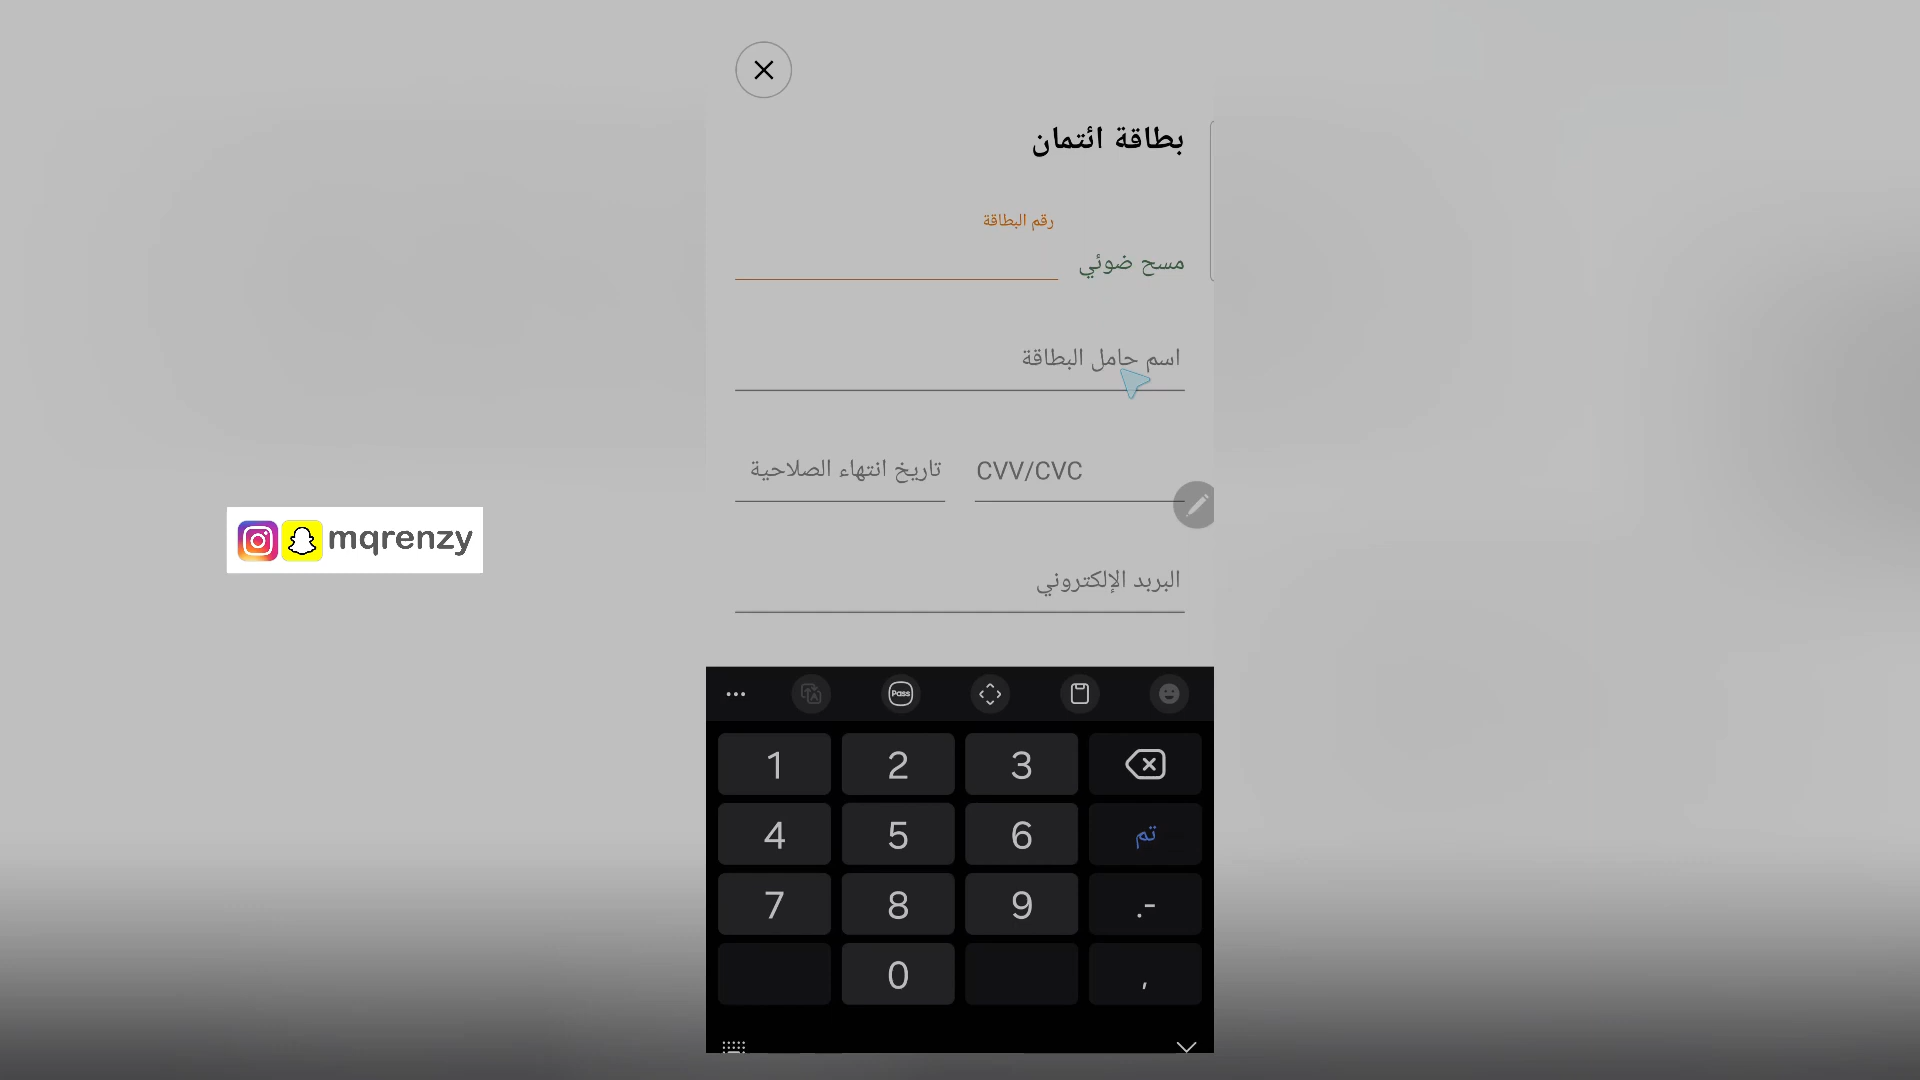 بطاقة ائتمان
رقم البطاقة
مسح ضوئي
اسم حامل البطاقة
CVV/CVC تاريخ انتهاء الصلاحية
mqrenzy
البريد الإلكتروني
Pass
1 2 3
4 5 6 تم
7 8 9 .-
0 ,